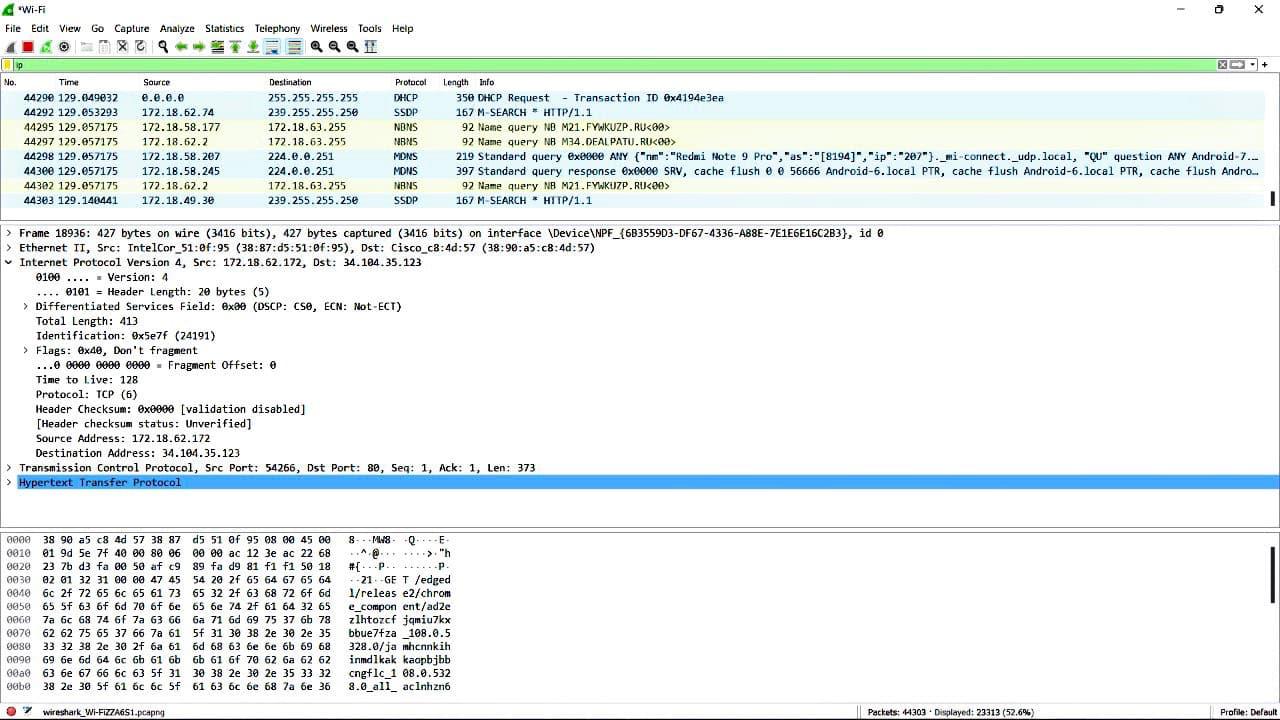 *Wi-Fi
File Edit View Go Capture Analyze Statistics Telephony Wireless Tools Help
ip
No. Time Source Destination Protocol Length Info
44290 129.049032 0.0.0.0 255.255.255.255 DHCP 350 DHCP Request - Transaction ID 0x4194e3ea
44292 129.053293 172.18.62.74 239.255.255.250 SSDP 167 M-SEARCH * HTTP/1.1
44295 129.057175 172.18.58.177 172.18.63.255 NBNS 92 Name query NB M21.FYWKUZP.RU<00>
44297 129.057175 172.18.62.2 172.18.63.255 NBNS 92 Name query NB M34.DEALPATU.RU<00>
44298 129.057175 172.18.58.207 224.0.0.251 MDNS 219 Standard query 0x0000 ANY {"nm":"Redmi Note 9 Pro","as":"[8194]","ip":"207"}._mi-connect._udp.local, "QU" question ANY Android-7...
44300 129.057175 172.18.58.245 224.0.0.251 MDNS 397 Standard query response 0x0000 SRV, cache flush 0 0 56666 Android-6.local PTR, cache flush Android-6.local PTR, cache flush Andro...
44302 129.057175 172.18.62.2 172.18.63.255 NBNS 92 Name query NB M21.FYWKUZP.RU<00>
44303 129.140441 172.18.49.30 239.255.255.250 SSDP 167 M-SEARCH * HTTP/1.1
Frame 18936: 427 bytes on wire (3416 bits), 427 bytes captured (3416 bits) on interface \Device\NPF_{6B3559D3-DF67-4336-A88E-7E1E6E16C2B3}, id 0
Ethernet II, Src: IntelCor_51:0f:95 (38:87:d5:51:0f:95), Dst: Cisco_c8:4d:57 (38:90:a5:c8:4d:57)
Internet Protocol Version 4, Src: 172.18.62.172, Dst: 34.104.35.123
0100 .... = Version: 4
.... 0101 = Header Length: 20 bytes (5)
Differentiated Services Field: 0x00 (DSCP: CS0, ECN: Not-ECT)
Total Length: 413
Identification: 0x5e7f (24191)
Flags: 0x40, Don't fragment
...0 0000 0000 0000 = Fragment Offset: 0
Time to Live: 128
Protocol: TCP (6)
Header Checksum: 0x0000 [validation disabled]
[Header checksum status: Unverified]
Source Address: 172.18.62.172
Destination Address: 34.104.35.123
Transmission Control Protocol, Src Port: 54266, Dst Port: 80, Seq: 1, Ack: 1, Len: 373
Hypertext Transfer Protocol
0000 38 90 a5 c8 4d 57 38 87 d5 51 0f 95 08 00 45 00 8···MW8· ·Q····E·
0010 01 9d 5e 7f 40 00 80 06 00 00 ac 12 3e ac 22 68 ··^·@··· ····>·"h
0020 23 7b d3 fa 00 50 af c9 89 fa d9 81 f1 f1 50 18 #{···P·· ······P·
0030 02 01 32 31 00 00 47 45 54 20 2f 65 64 67 65 64 ··21··GE T /edged
0040 6c 2f 72 65 6c 65 61 73 65 32 2f 63 68 72 6f 6d l/releas e2/chrom
0050 65 5f 63 6f 6d 70 6f 6e 65 6e 74 2f 61 64 32 65 e_compon ent/ad2e
0060 7a 6c 68 74 6f 7a 63 66 6a 71 6d 69 75 37 6b 78 zlhtozcf jqmiu7kx
0070 62 62 75 65 37 66 7a 61 5f 31 30 38 2e 30 2e 35 bbue7fza _108.0.5
0080 33 32 38 2e 30 2f 6a 61 6d 68 63 6e 6e 6b 69 68 328.0/ja mhcnnkih
0090 69 6e 6d 64 6c 6b 61 6b 6b 61 6f 70 62 6a 62 62 inmdlkak kaopbjbb
00a0 63 6e 67 66 6c 63 5f 31 30 38 2e 30 2e 35 33 32 cngflc_1 08.0.532
00b0 38 2e 30 5f 61 6c 6c 5f 61 63 6c 6e 68 7a 6e 36 8.0_all_ aclnhzn6
wireshark_Wi-FiZZA6S1.pcapng Packets: 44303 · Displayed: 23313 (52.6%) Profile: Default